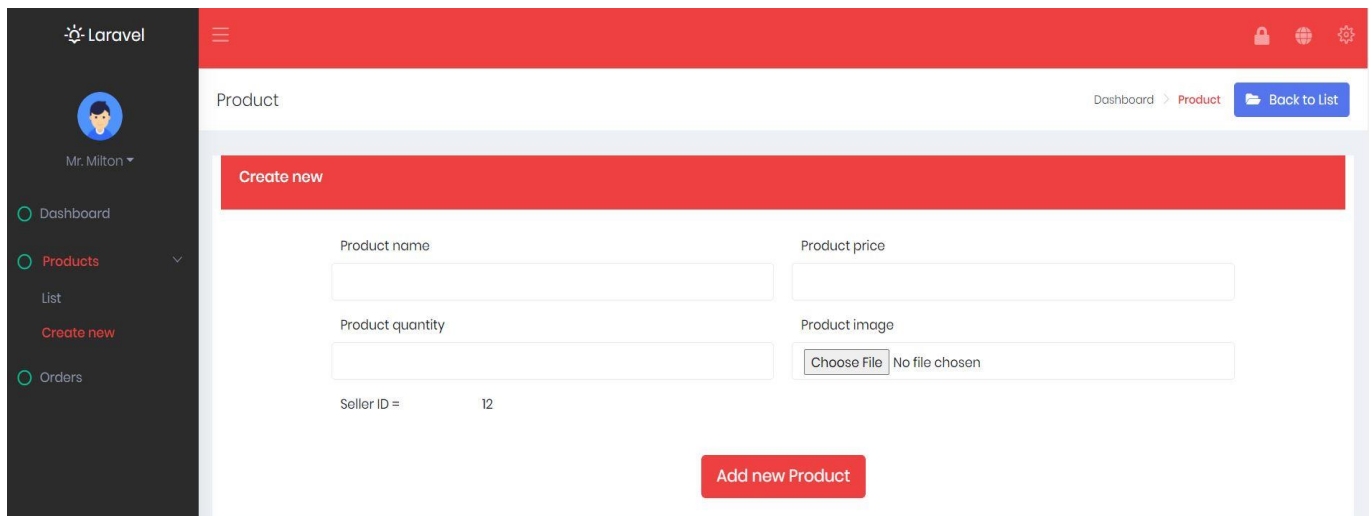 Laravel
Mr. Milton
Dashboard
Products
List
Create new
Orders
Product
Dashboard > Product
Back to List
Create new
Product name
Product price
Product quantity
Product image
Choose File No file chosen
Seller ID = 12
Add new Product